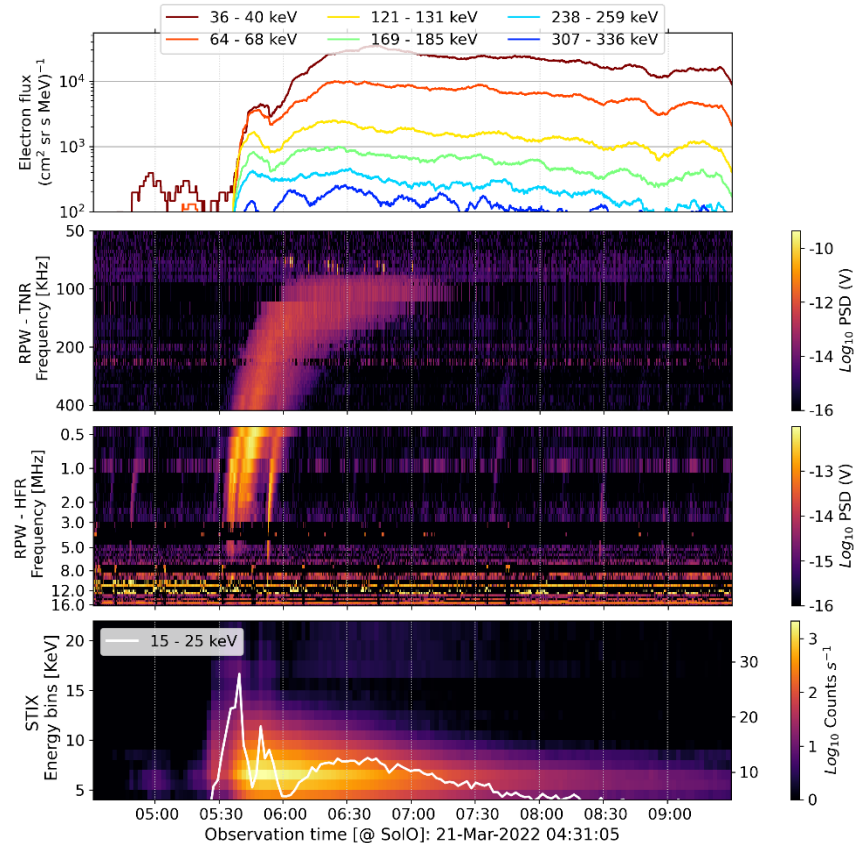 36 - 40 keV 121 - 131 keV 238 - 259 keV
64 - 68 keV 169 - 185 keV 307 - 336 keV
Electron flux
(cm² sr s MeV)⁻¹
10⁴
10³
10²
RPW - TNR
Frequency [KHz]
50
100
200
400
-10
-12
-14
-16
Log₁₀ PSD (V)
RPW - HFR
Frequency [MHz]
0.5
1.0
2.0
3.0
5.0
8.0
12.0
16.0
-13
-14
-15
-16
Log₁₀ PSD (V)
STIX
Energy bins [KeV]
15 - 25 keV
20
15
10
5
30
20
10
3
2
1
0
Log₁₀ Counts s⁻¹
05:00 05:30 06:00 06:30 07:00 07:30 08:00 08:30 09:00
Observation time [@ SolO]: 21-Mar-2022 04:31:05